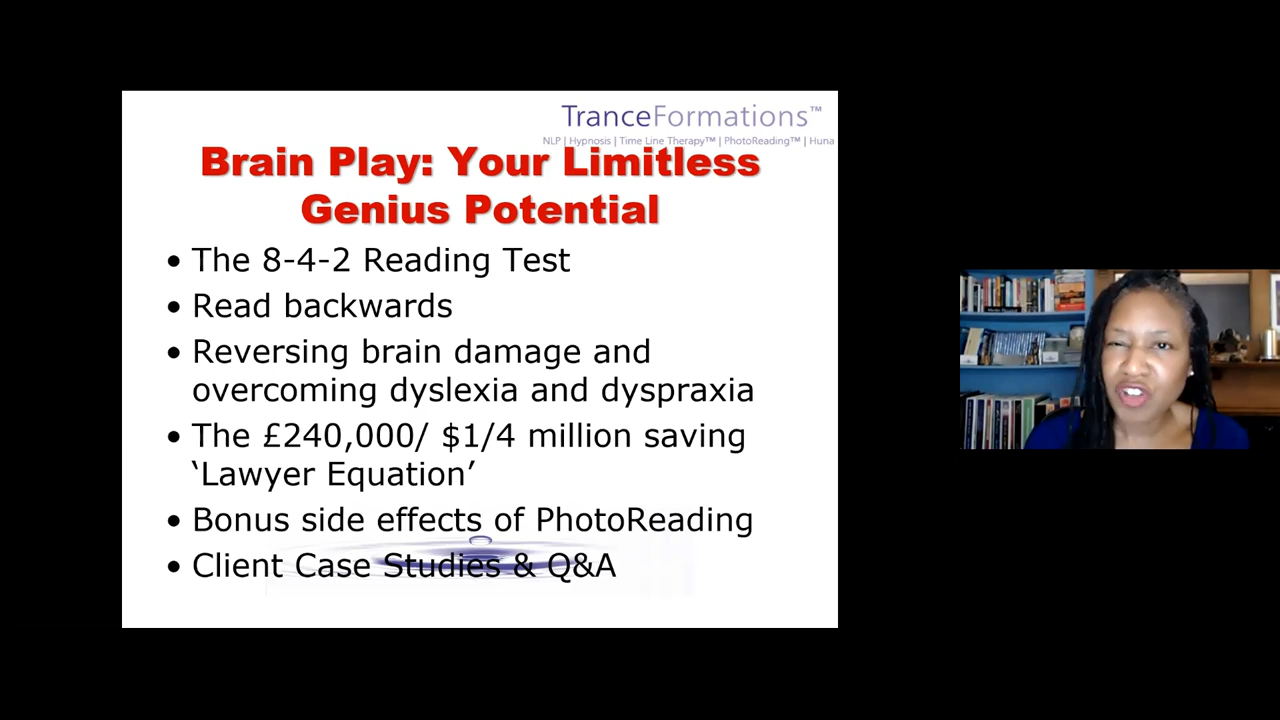 TranceFormations™
NLP | Hypnosis | Time Line Therapy™ | PhotoReading™ | Huna
Brain Play: Your Limitless
Genius Potential
• The 8-4-2 Reading Test
• Read backwards
• Reversing brain damage and
overcoming dyslexia and dyspraxia
• The £240,000/ $1/4 million saving
‘Lawyer Equation’
• Bonus side effects of PhotoReading
• Client Case Studies & Q&A